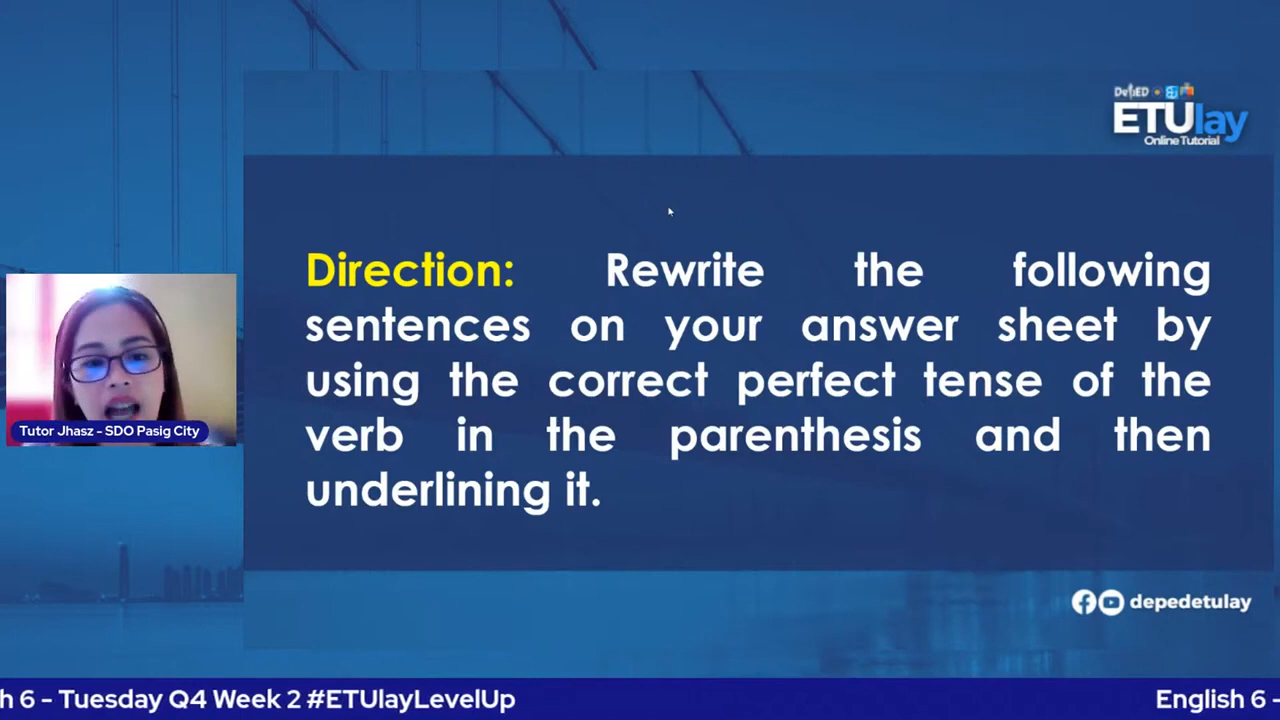 DepED
ETUlay
Online Tutorial
Direction: Rewrite the following
sentences on your answer sheet by
using the correct perfect tense of the
verb in the parenthesis and then
underlining it.
Tutor Jhasz - SDO Pasig City
depedetulay
h 6 - Tuesday Q4 Week 2 #ETUlayLevelUp
English 6 -